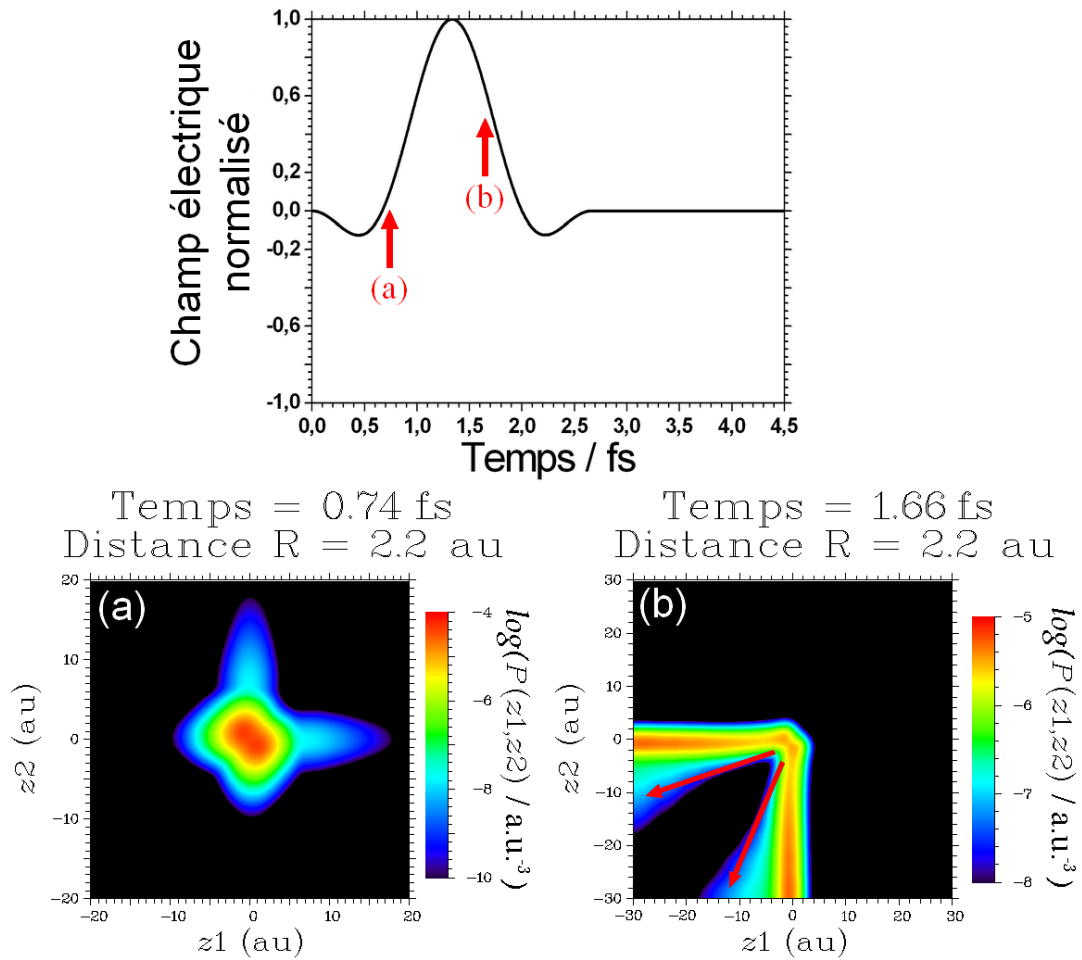 Champ électrique
normalisé
1,0
0,6
0,2
0,0
-0,2
-0,6
-1,0
(a)
(b)
0,0 0,5 1,0 1,5 2,0 2,5 3,0 3,5 4,0 4,5
Temps / fs
Temps = 0.74 fs
Distance R = 2.2 au
(a)
z2 (au)
20
10
0
-10
-20
-20 -10 0 10 20
z1 (au)
-4
-6
-8
-10
log(P(z1,z2) / a.u.-3)
Temps = 1.66 fs
Distance R = 2.2 au
(b)
z2 (au)
30
20
10
0
-10
-20
-30
-30 -20 -10 0 10 20 30
z1 (au)
-5
-6
-7
-8
log(P(z1,z2) / a.u.-3)